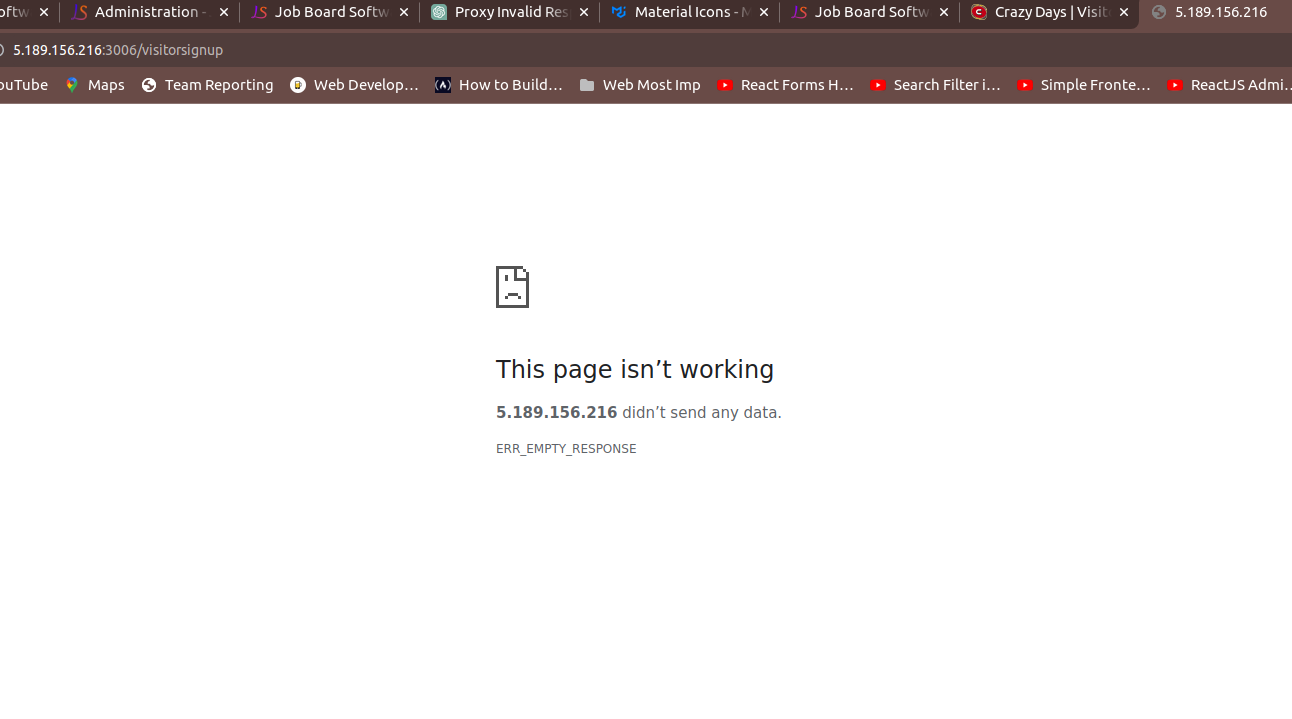 oftw Administration - Job Board Softw Proxy Invalid Res Material Icons - M Job Board Softw Crazy Days | Visit 5.189.156.216
5.189.156.216:3006/visitorsignup
ouTube Maps Team Reporting Web Develop… How to Build… Web Most Imp React Forms H… Search Filter i… Simple Fronte… ReactJS Admi…
This page isn’t working
5.189.156.216 didn’t send any data.
ERR_EMPTY_RESPONSE